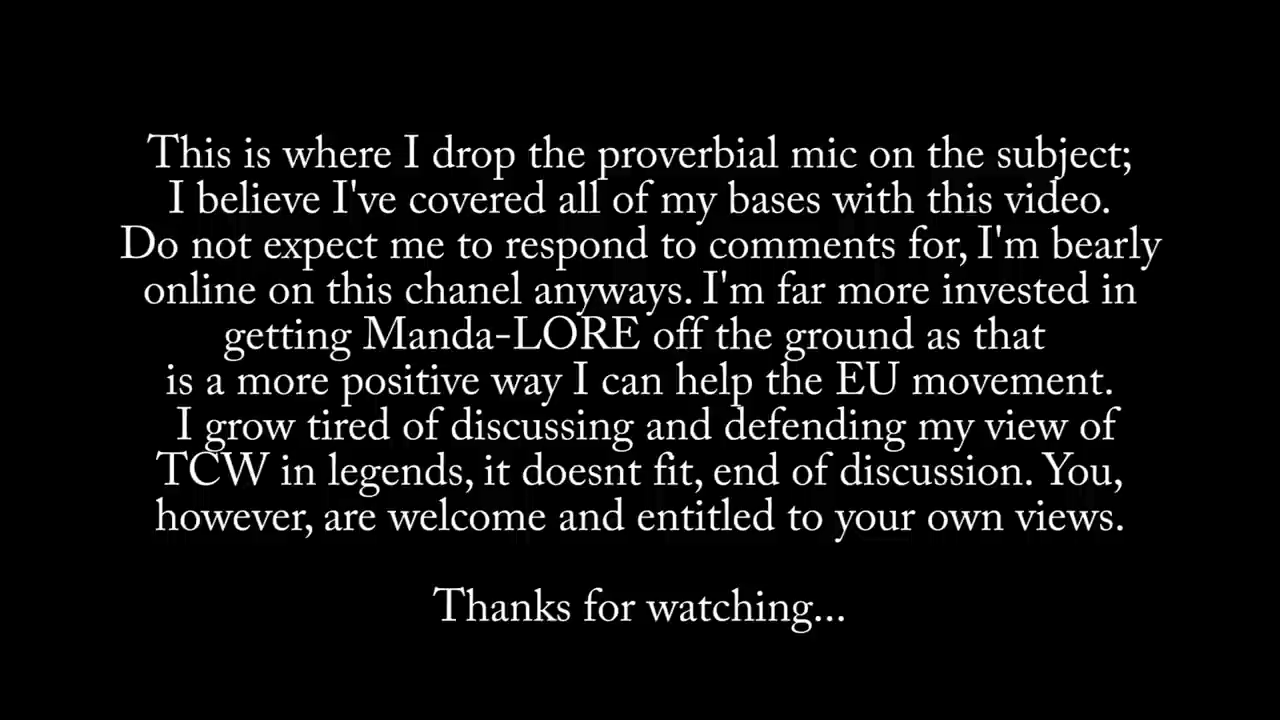 This is where I drop the proverbial mic on the subject;
I believe I've covered all of my bases with this video.
Do not expect me to respond to comments for, I'm bearly
online on this chanel anyways. I'm far more invested in
getting Manda-LORE off the ground as that
is a more positive way I can help the EU movement.
I grow tired of discussing and defending my view of
TCW in legends, it doesnt fit, end of discussion. You,
however, are welcome and entitled to your own views.
Thanks for watching...